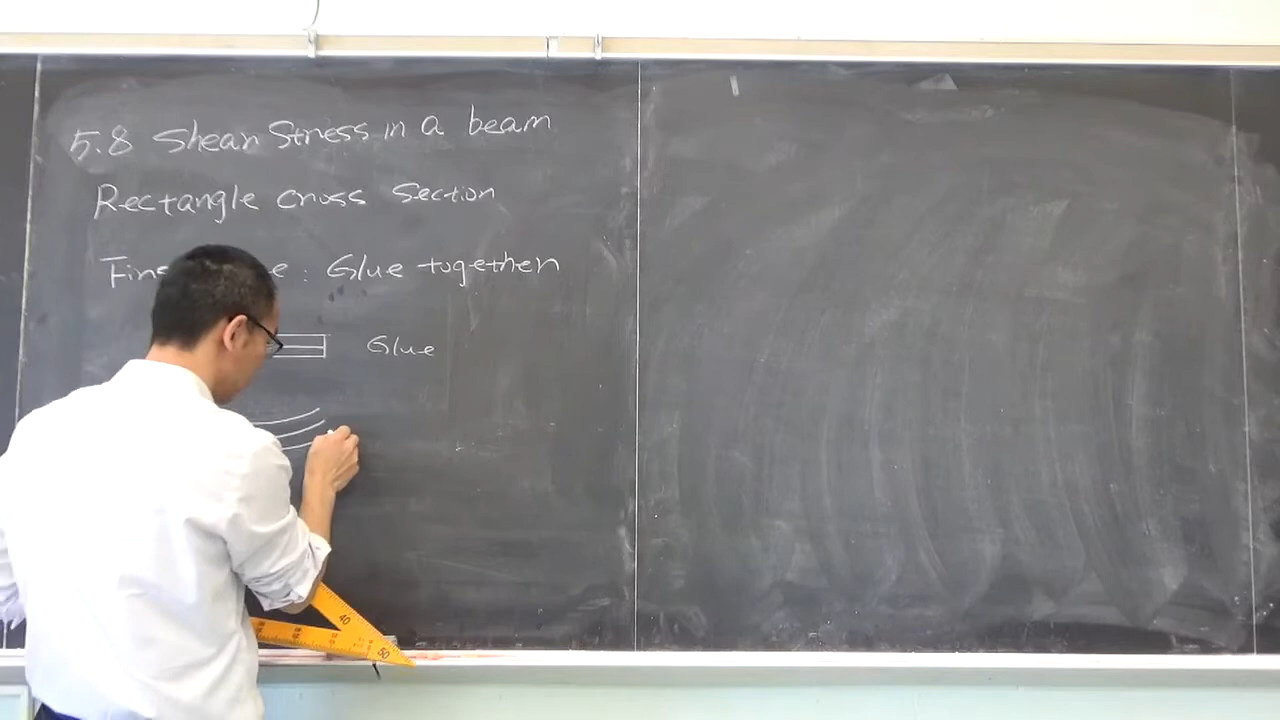 5.8 Shear Stress in a beam
Rectangle cross section
: Glue together
Glue
40
50